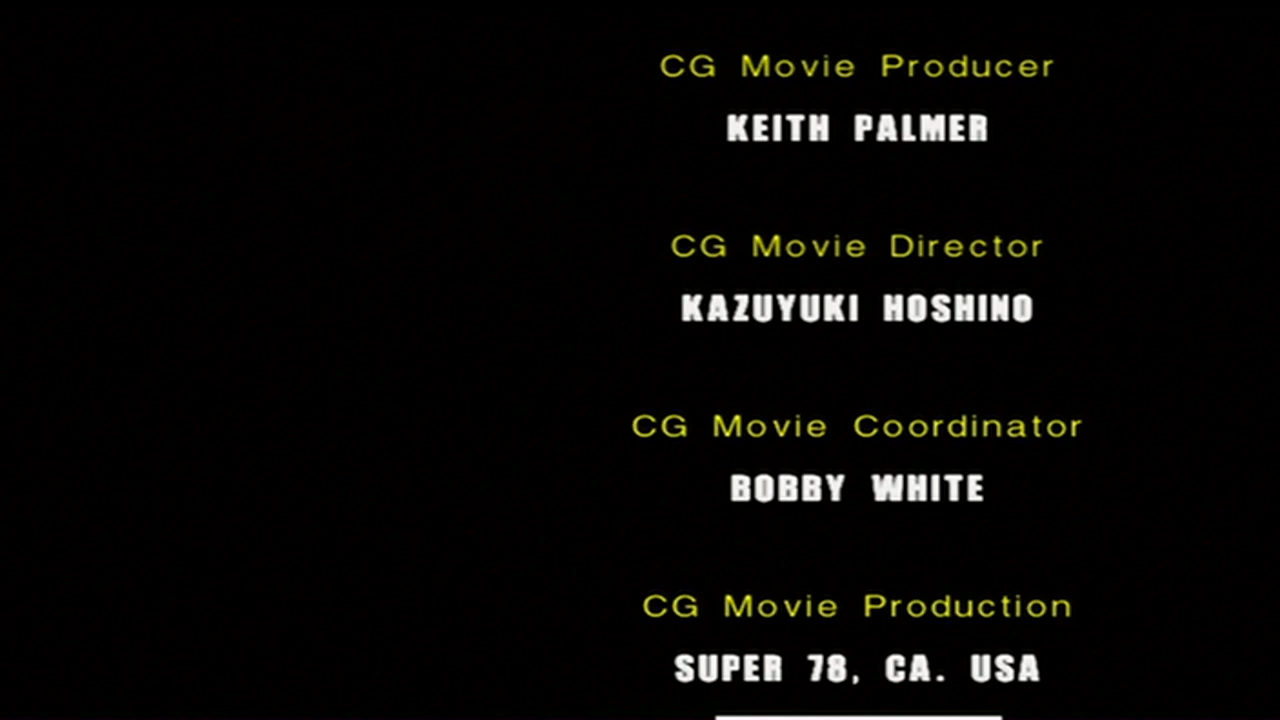 CG Movie Producer
KEITH PALMER
CG Movie Director
KAZUYUKI HOSHINO
CG Movie Coordinator
BOBBY WHITE
CG Movie Production
SUPER 78, CA. USA